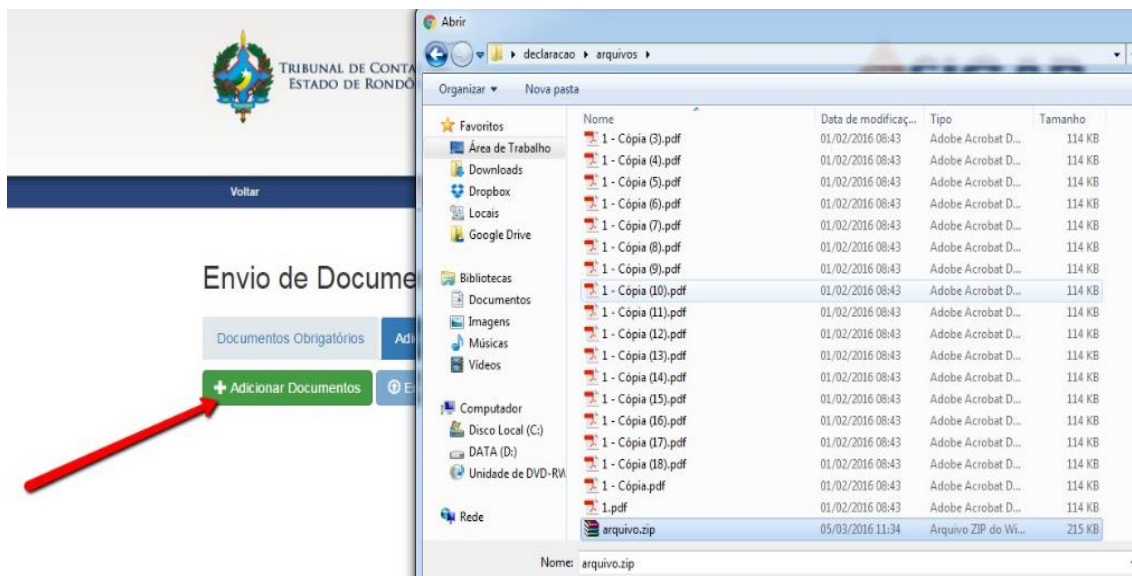 TRIBUNAL DE CONTA
ESTADO DE RONDÔ
Voltar
Envio de Docume
Documentos Obrigatórios
Adi
Adicionar Documentos
Abrir
declaracao arquivos
Organizar Nova pasta
Favoritos
Área de Trabalho
Downloads
Dropbox
Locais
Google Drive
Bibliotecas
Documentos
Imagens
Músicas
Vídeos
Computador
Disco Local (C:)
DATA (D:)
Unidade de DVD-RW
Rede
Nome Data de modificaç... Tipo Tamanho
1 - Cópia (3).pdf 01/02/2016 08:43 Adobe Acrobat D... 114 KB
1 - Cópia (4).pdf 01/02/2016 08:43 Adobe Acrobat D... 114 KB
1 - Cópia (5).pdf 01/02/2016 08:43 Adobe Acrobat D... 114 KB
1 - Cópia (6).pdf 01/02/2016 08:43 Adobe Acrobat D... 114 KB
1 - Cópia (7).pdf 01/02/2016 08:43 Adobe Acrobat D... 114 KB
1 - Cópia (8).pdf 01/02/2016 08:43 Adobe Acrobat D... 114 KB
1 - Cópia (9).pdf 01/02/2016 08:43 Adobe Acrobat D... 114 KB
1 - Cópia (10).pdf 01/02/2016 08:43 Adobe Acrobat D... 114 KB
1 - Cópia (11).pdf 01/02/2016 08:43 Adobe Acrobat D... 114 KB
1 - Cópia (12).pdf 01/02/2016 08:43 Adobe Acrobat D... 114 KB
1 - Cópia (13).pdf 01/02/2016 08:43 Adobe Acrobat D... 114 KB
1 - Cópia (14).pdf 01/02/2016 08:43 Adobe Acrobat D... 114 KB
1 - Cópia (15).pdf 01/02/2016 08:43 Adobe Acrobat D... 114 KB
1 - Cópia (16).pdf 01/02/2016 08:43 Adobe Acrobat D... 114 KB
1 - Cópia (17).pdf 01/02/2016 08:43 Adobe Acrobat D... 114 KB
1 - Cópia (18).pdf 01/02/2016 08:43 Adobe Acrobat D... 114 KB
1 - Cópia.pdf 01/02/2016 08:43 Adobe Acrobat D... 114 KB
1.pdf 01/02/2016 08:43 Adobe Acrobat D... 114 KB
arquivo.zip 05/03/2016 11:34 Arquivo ZIP do Wi... 215 KB
Nome: arquivo.zip